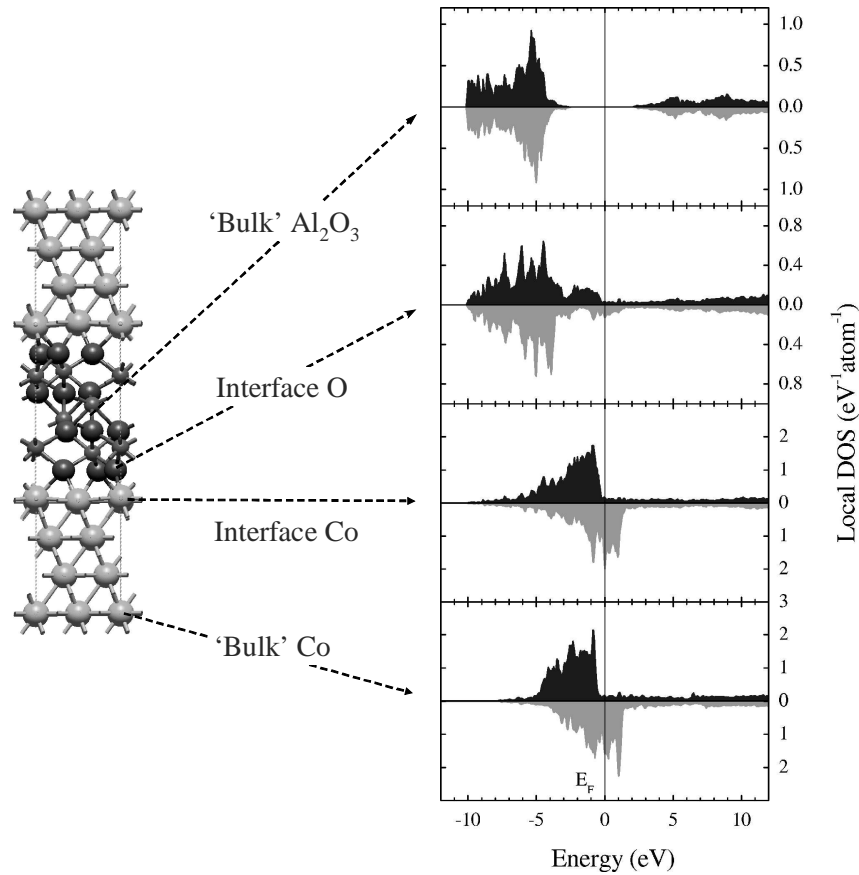 'Bulk' Al₂O₃
Interface O
Interface Co
'Bulk' Co
1.0
0.5
0.0
0.5
1.0
0.8
0.4
0.0
0.4
0.8
2
1
0
1
2
3
2
1
0
1
2
E_F
-10 -5 0 5 10
Energy (eV)
Local DOS (eV⁻¹atom⁻¹)